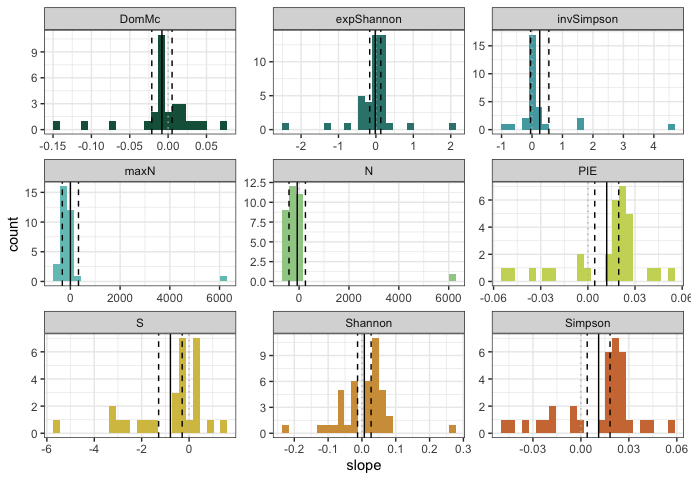 DomMc expShannon invSimpson
9
6
3
0
-0.15 -0.10 -0.05 0.00 0.05
10
5
0
-2 -1 0 1 2
15
10
5
0
-1 0 1 2 3 4
maxN N PIE
15
10
5
0
0 2000 4000 6000
12.5
10.0
7.5
5.0
2.5
0.0
0 2000 4000 6000
6
4
2
0
-0.06 -0.03 0.00 0.03 0.06
count
S Shannon Simpson
6
4
2
0
-6 -4 -2 0
9
6
3
0
-0.2 -0.1 0.0 0.1 0.2 0.3
6
4
2
0
-0.03 0.00 0.03 0.06
slope